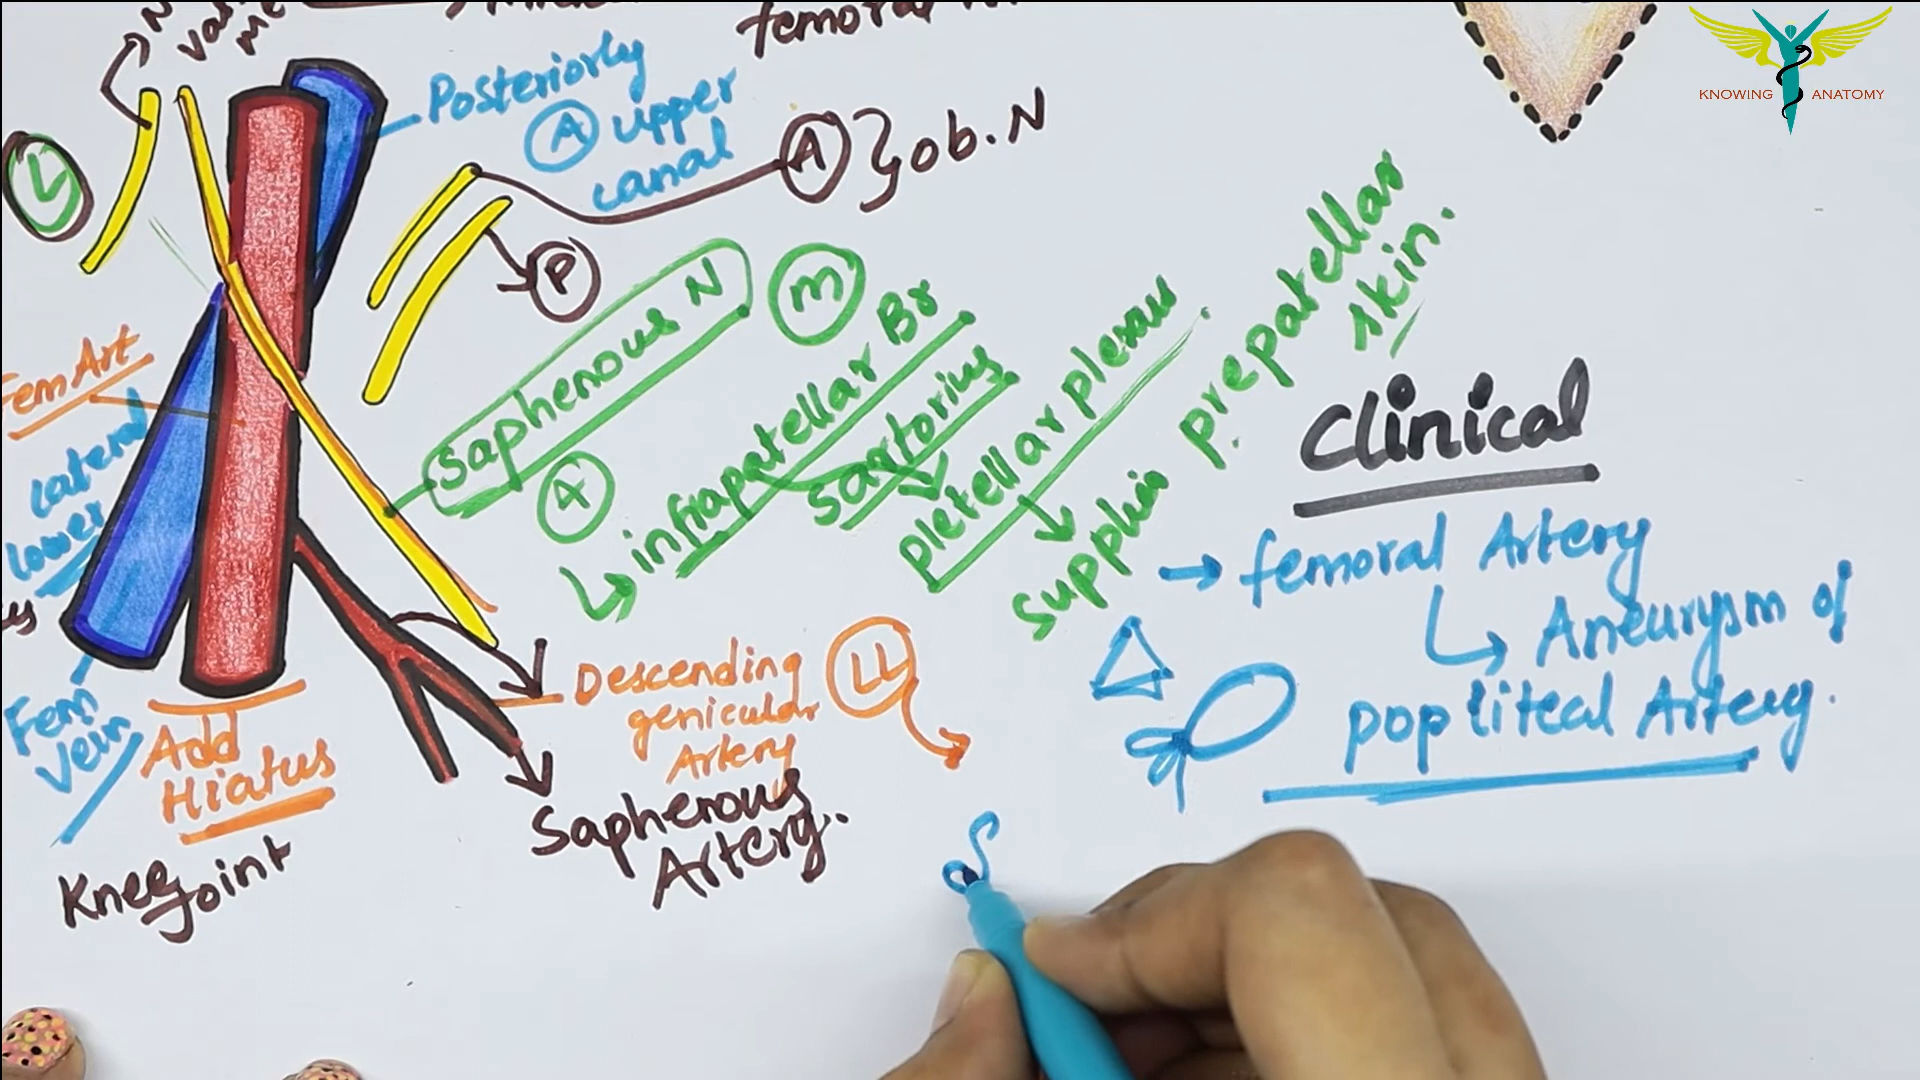 femoral
Posteriorly
A upper
canal
A } ob. N
L
P
Saphenous N
m
4
infrapatellar Br
Sartorius
pletellar plexus
supplies prepatellar
skin.
Fem Art
Lateral
lower
Fem
vein
Add
Hiatus
Knee
Joint
Descending
genicular
Artery
LL
Sapherous
Artery.
Clinical
→ femoral Artery
Aneurysm of
popliteal Artery.
KNOWING ANATOMY